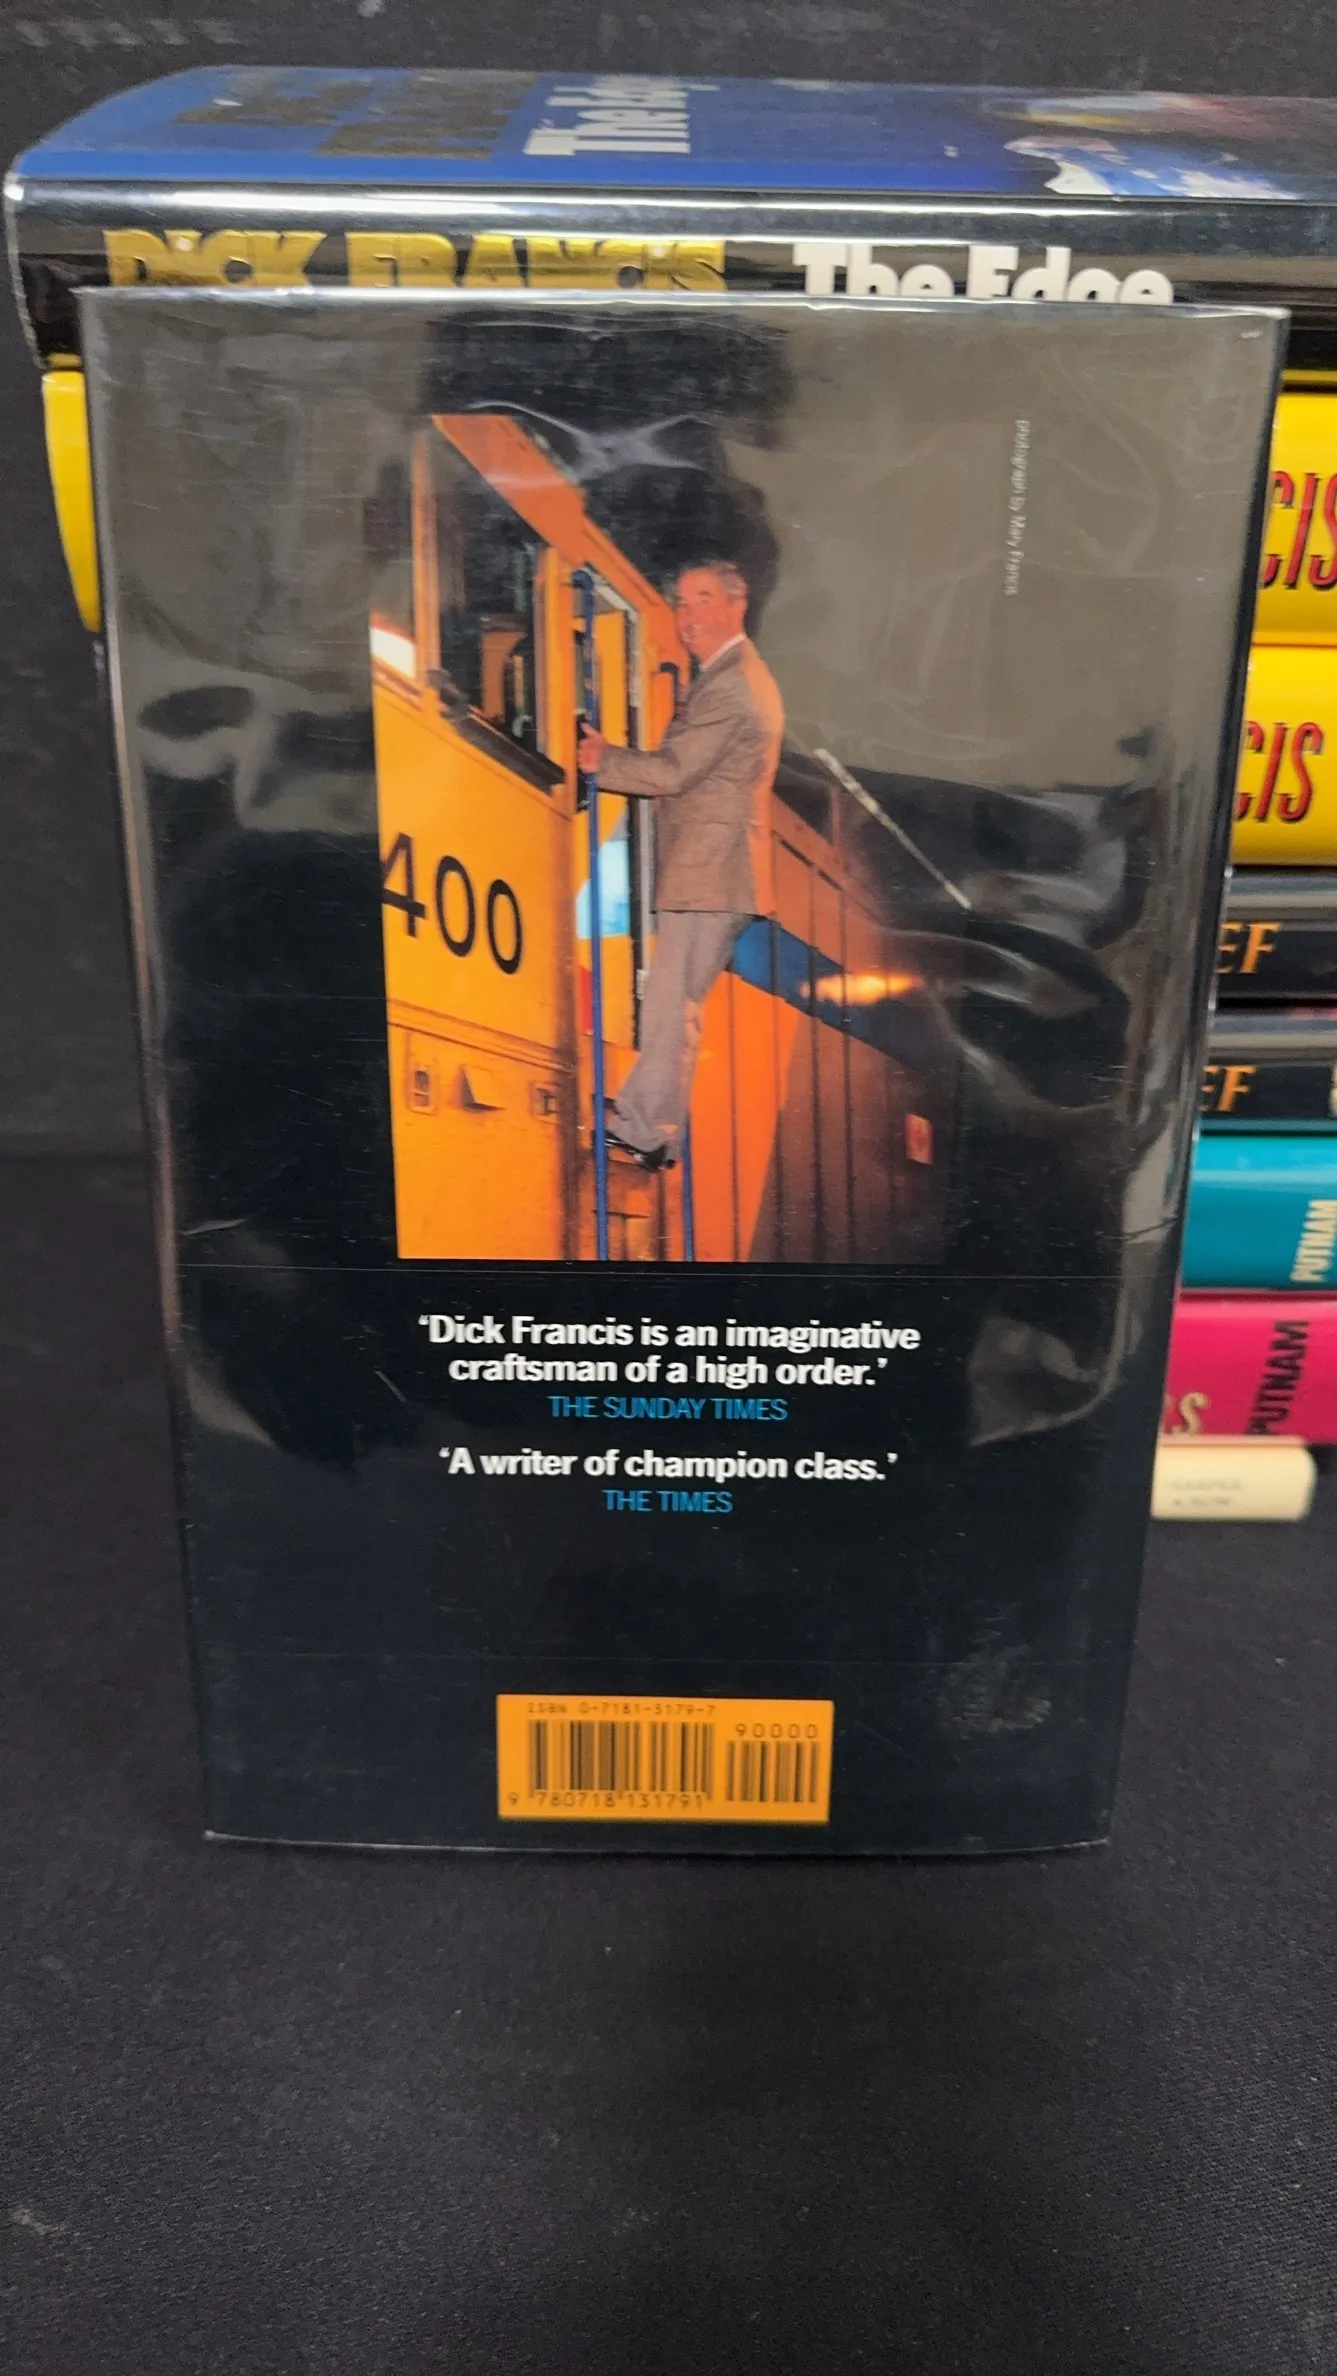 The Edge
DICK FRANCIS The Edge
Photograph by Mary Francis
400
'Dick Francis is an imaginative
craftsman of a high order.'
THE SUNDAY TIMES
'A writer of champion class.'
THE TIMES
ISBN 0-7181-3179-7
90000
9 780718 131791
CIS
CIS
EF
EF
PUTNAM
PUTNAM
S